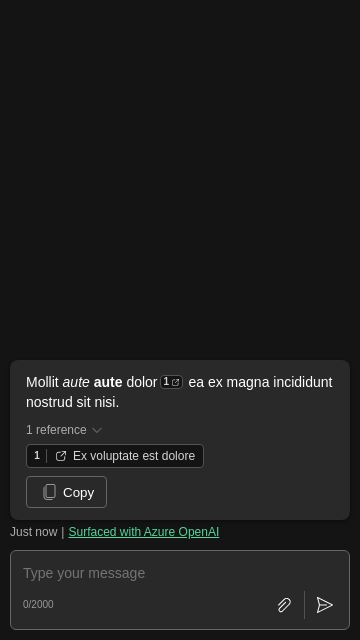 Mollit aute aute dolor 1 ea ex magna incididunt
nostrud sit nisi.
1 reference
1 Ex voluptate est dolore
Copy
Just now | Surfaced with Azure OpenAI
Type your message
0/2000